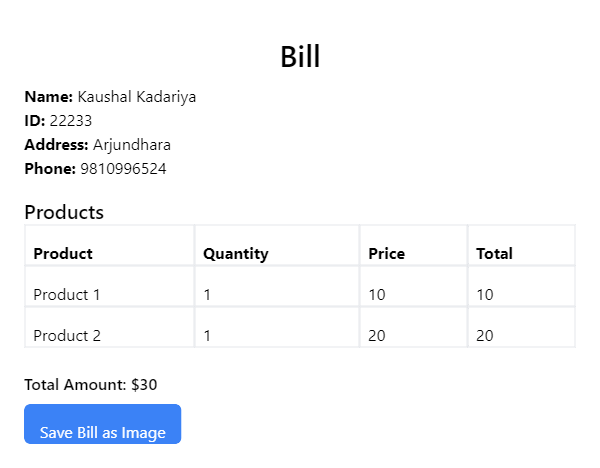 Bill
Name: Kaushal Kadariya
ID: 22233
Address: Arjundhara
Phone: 9810996524
Products
Product Quantity Price Total
Product 1 1 10 10
Product 2 1 20 20
Total Amount: $30
Save Bill as Image